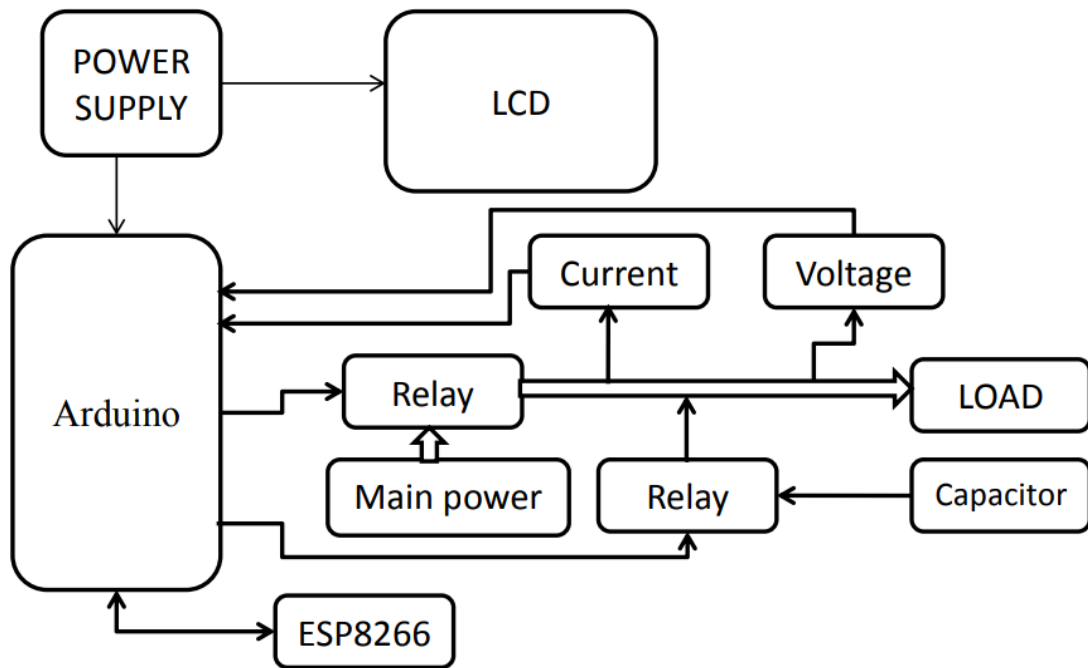 POWER
SUPPLY
LCD
Current
Voltage
Arduino
Relay
LOAD
Main power
Relay
Capacitor
ESP8266